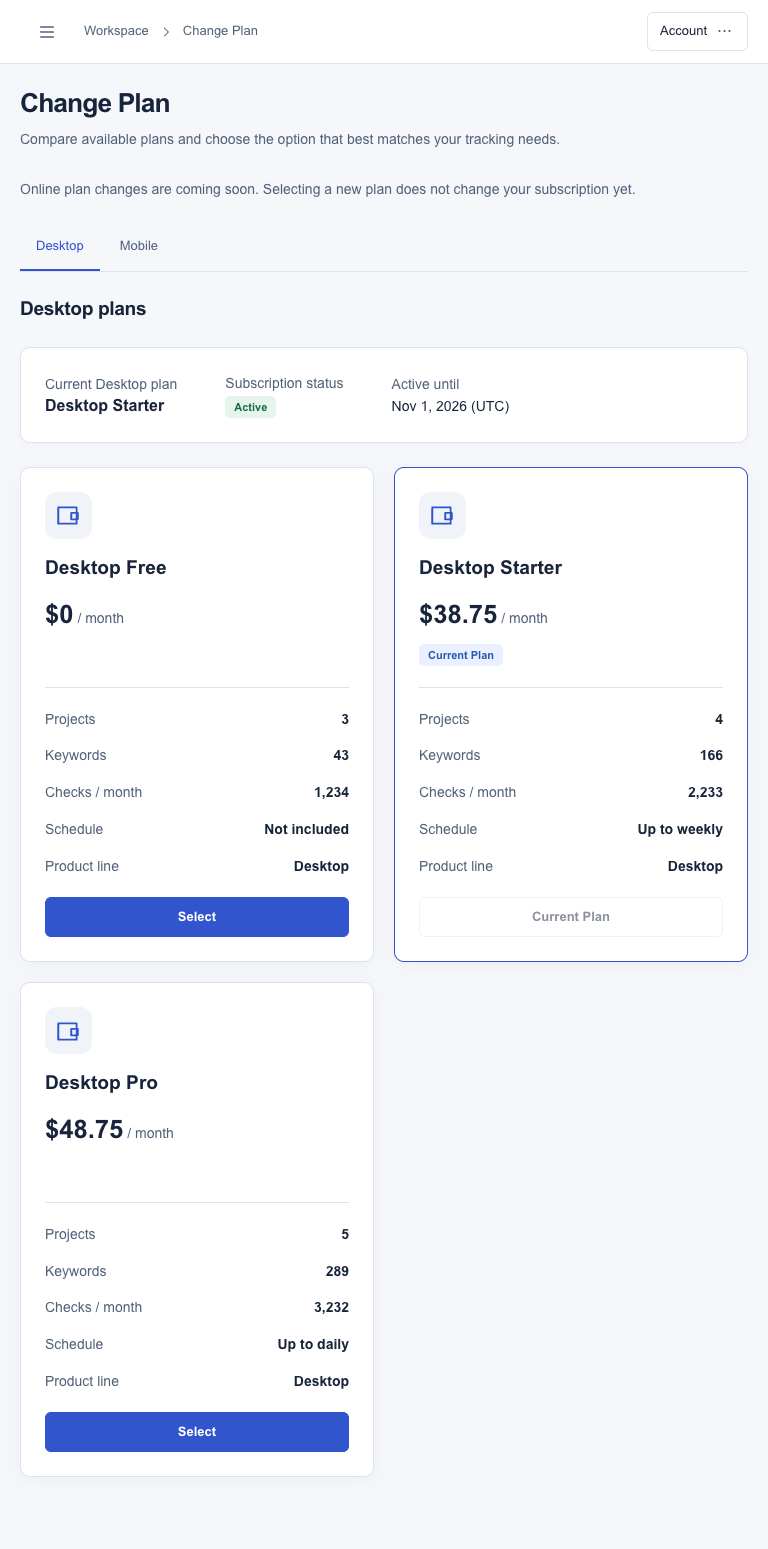 Workspace > Change Plan
Account ···
Change Plan
Compare available plans and choose the option that best matches your tracking needs.
Online plan changes are coming soon. Selecting a new plan does not change your subscription yet.
Desktop Mobile
Desktop plans
Current Desktop plan
Desktop Starter
Subscription status
Active
Active until
Nov 1, 2026 (UTC)
Desktop Free
$0 / month
Projects 3
Keywords 43
Checks / month 1,234
Schedule Not included
Product line Desktop
Select
Desktop Starter
$38.75 / month
Current Plan
Projects 4
Keywords 166
Checks / month 2,233
Schedule Up to weekly
Product line Desktop
Current Plan
Desktop Pro
$48.75 / month
Projects 5
Keywords 289
Checks / month 3,232
Schedule Up to daily
Product line Desktop
Select